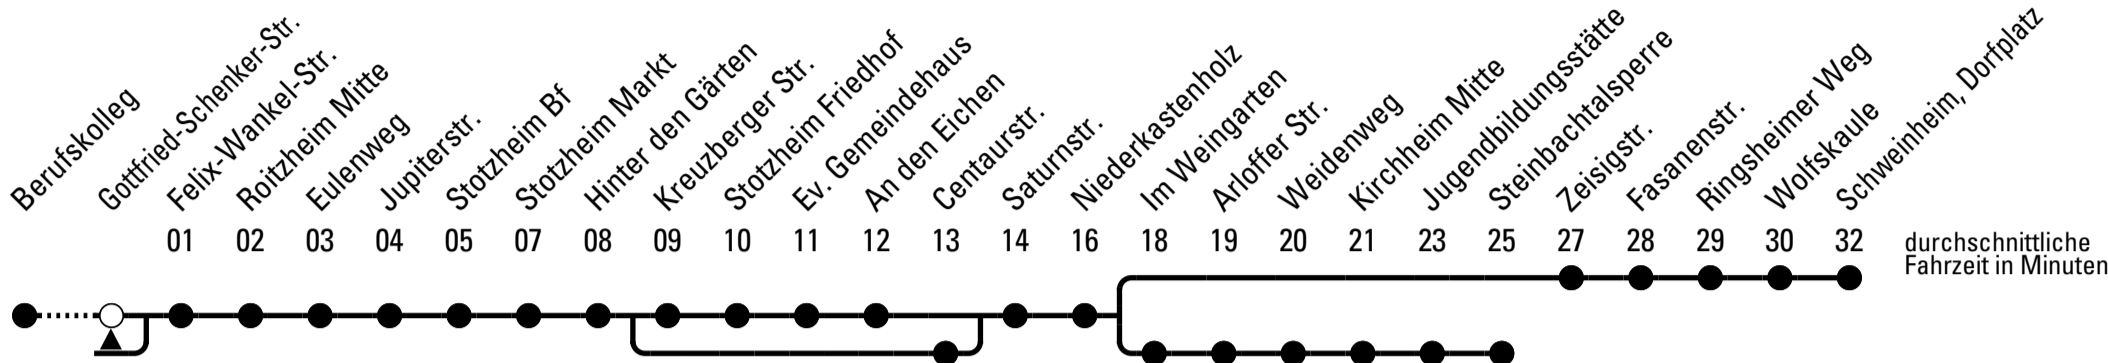 Berufskolleg
Gottfried-Schenker-Str.
Felix-Wankel-Str.
Roitzheim Mitte
Eulenweg
Jupiterstr.
Stotzheim Bf
Stotzheim Markt
Hinter den Gärten
Kreuzberger Str.
Stotzheim Friedhof
Ev. Gemeindehaus
An den Eichen
Centaurstr.
Saturnstr.
Niederkastenholz
Im Weingarten
Arloffer Str.
Weidenweg
Kirchheim Mitte
Jugendbildungsstätte
Steinbachtalsperre
Zeisigstr.
Fasanenstr.
Ringsheimer Weg
Wolfskaule
Schweinheim, Dorfplatz
01 02 03 04 05 07 08 09 10 11 12 13 14 16 18 19 20 21 23 25 27 28 29 30 32
durchschnittliche
Fahrzeit in Minuten